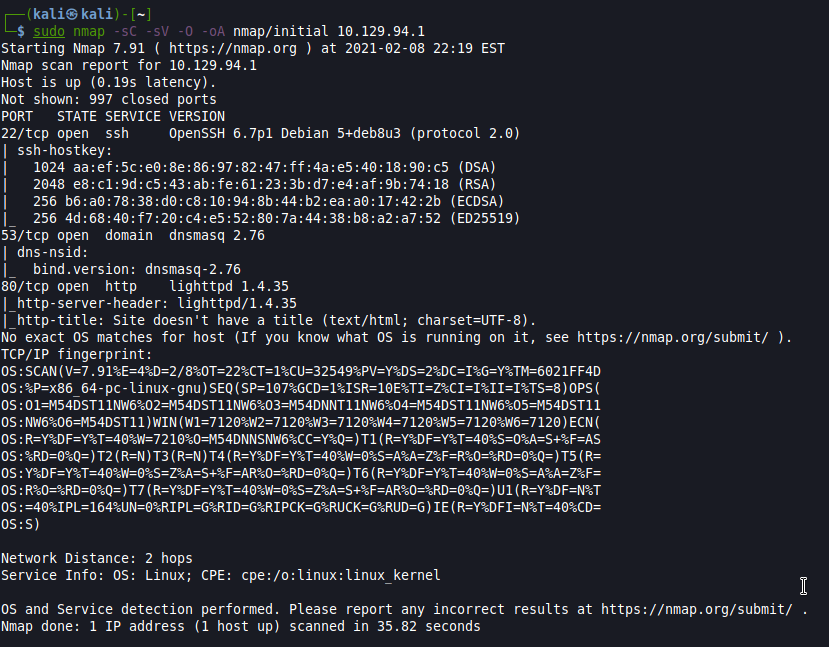 ┌──(kali㉿kali)-[~]
└─$ sudo nmap -sC -sV -O -oA nmap/initial 10.129.94.1
Starting Nmap 7.91 ( https://nmap.org ) at 2021-02-08 22:19 EST
Nmap scan report for 10.129.94.1
Host is up (0.19s latency).
Not shown: 997 closed ports
PORT   STATE SERVICE VERSION
22/tcp open  ssh     OpenSSH 6.7p1 Debian 5+deb8u3 (protocol 2.0)
| ssh-hostkey:
|   1024 aa:ef:5c:e0:8e:86:97:82:47:ff:4a:e5:40:18:90:c5 (DSA)
|   2048 e8:c1:9d:c5:43:ab:fe:61:23:3b:d7:e4:af:9b:74:18 (RSA)
|   256 b6:a0:78:38:d0:c8:10:94:8b:44:b2:ea:a0:17:42:2b (ECDSA)
|_  256 4d:68:40:f7:20:c4:e5:52:80:7a:44:38:b8:a2:a7:52 (ED25519)
53/tcp open  domain  dnsmasq 2.76
| dns-nsid:
|_  bind.version: dnsmasq-2.76
80/tcp open  http    lighttpd 1.4.35
|_http-server-header: lighttpd/1.4.35
|_http-title: Site doesn't have a title (text/html; charset=UTF-8).
No exact OS matches for host (If you know what OS is running on it, see https://nmap.org/submit/ ).
TCP/IP fingerprint:
OS:SCAN(V=7.91%E=4%D=2/8%OT=22%CT=1%CU=32549%PV=Y%DS=2%DC=I%G=Y%TM=6021FF4D
OS:%P=x86_64-pc-linux-gnu)SEQ(SP=107%GCD=1%ISR=10E%TI=Z%CI=I%II=I%TS=8)OPS(
OS:O1=M54DST11NW6%O2=M54DST11NW6%O3=M54DNNT11NW6%O4=M54DST11NW6%O5=M54DST11
OS:NW6%O6=M54DST11)WIN(W1=7120%W2=7120%W3=7120%W4=7120%W5=7120%W6=7120)ECN(
OS:R=Y%DF=Y%T=40%W=7210%O=M54DNNSNW6%CC=Y%Q=)T1(R=Y%DF=Y%T=40%S=O%A=S+%F=AS
OS:%RD=0%Q=)T2(R=N)T3(R=N)T4(R=Y%DF=Y%T=40%W=0%S=A%A=Z%F=R%O=%RD=0%Q=)T5(R=
OS:Y%DF=Y%T=40%W=0%S=Z%A=S+%F=AR%O=%RD=0%Q=)T6(R=Y%DF=Y%T=40%W=0%S=A%A=Z%F=
OS:R%O=%RD=0%Q=)T7(R=Y%DF=Y%T=40%W=0%S=Z%A=S+%F=AR%O=%RD=0%Q=)U1(R=Y%DF=N%T
OS:=40%IPL=164%UN=0%RIPL=G%RID=G%RIPCK=G%RUCK=G%RUD=G)IE(R=Y%DFI=N%T=40%CD=
OS:S)
Network Distance: 2 hops
Service Info: OS: Linux; CPE: cpe:/o:linux:linux_kernel
OS and Service detection performed. Please report any incorrect results at https://nmap.org/submit/ .
Nmap done: 1 IP address (1 host up) scanned in 35.82 seconds